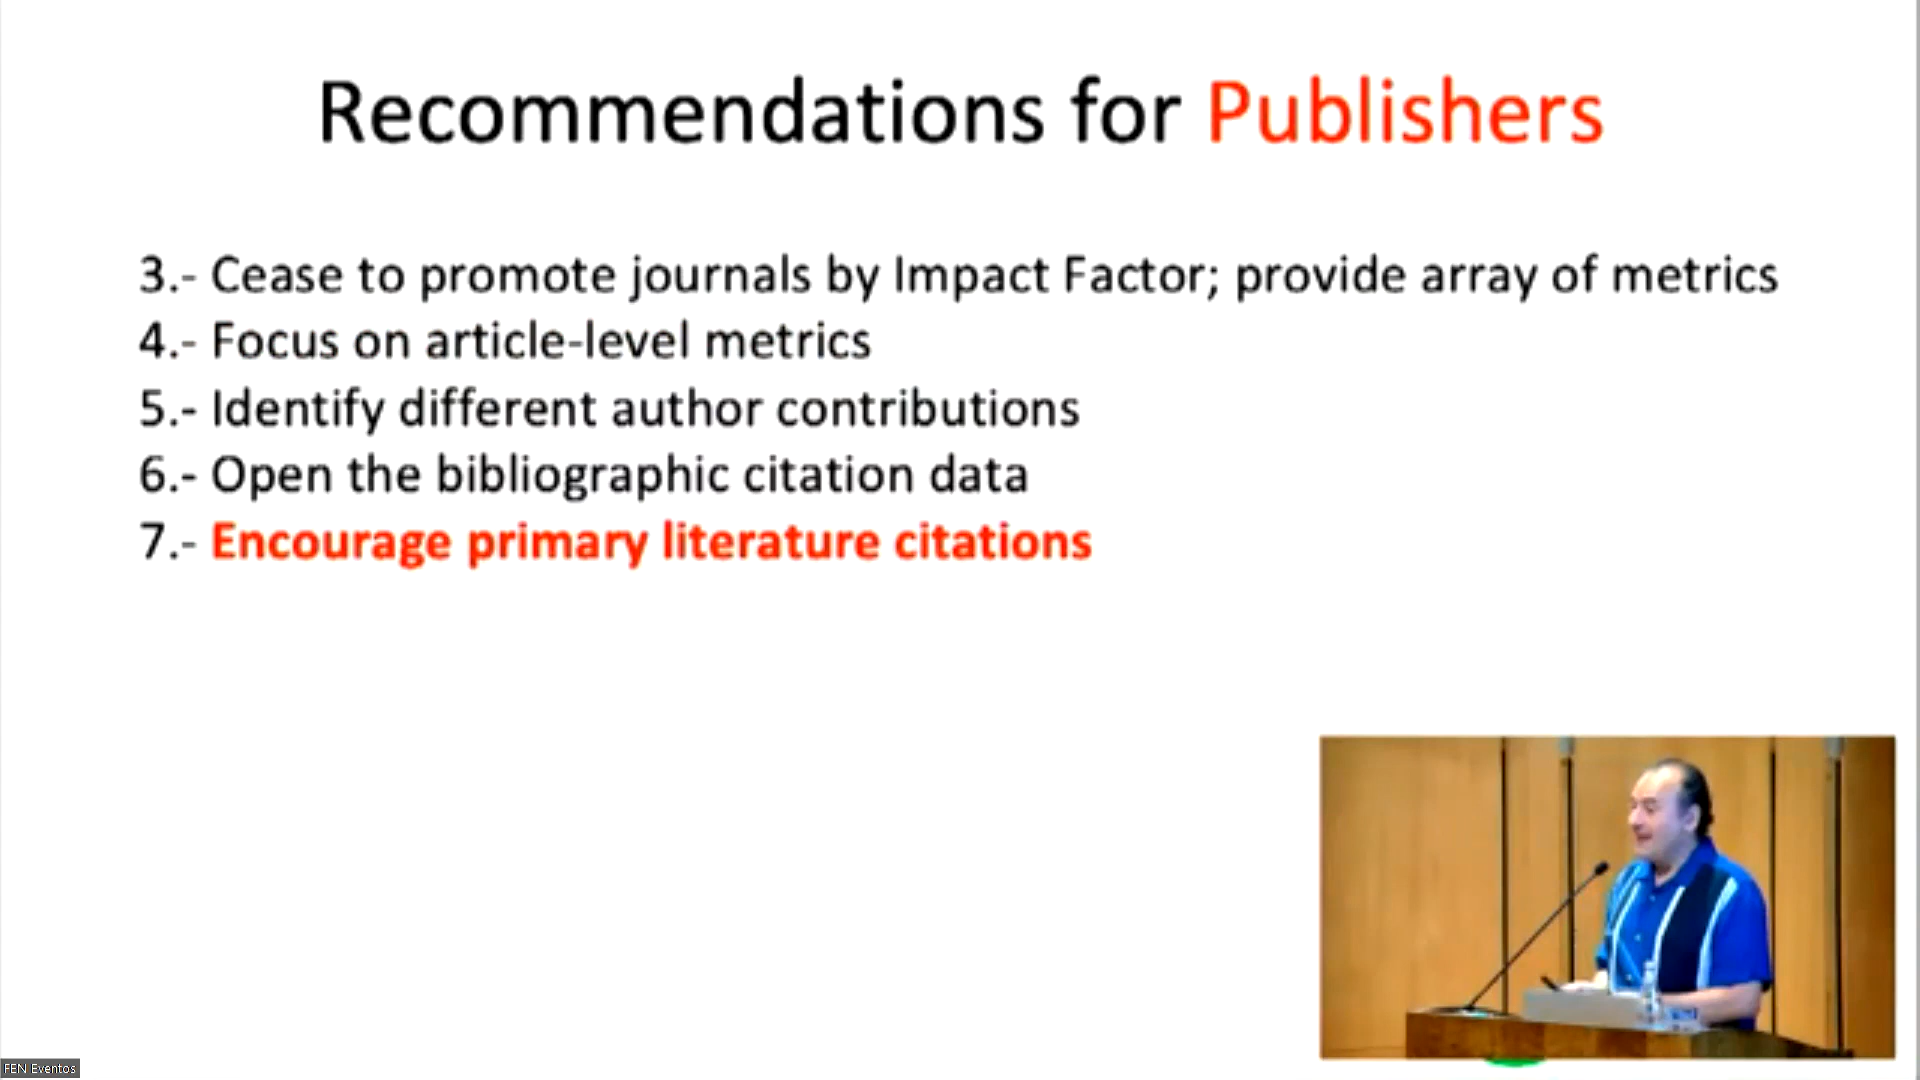 Recommendations for Publishers
3.- Cease to promote journals by Impact Factor; provide array of metrics
4.- Focus on article-level metrics
5.- Identify different author contributions
6.- Open the bibliographic citation data
7.- Encourage primary literature citations
FEN Eventos